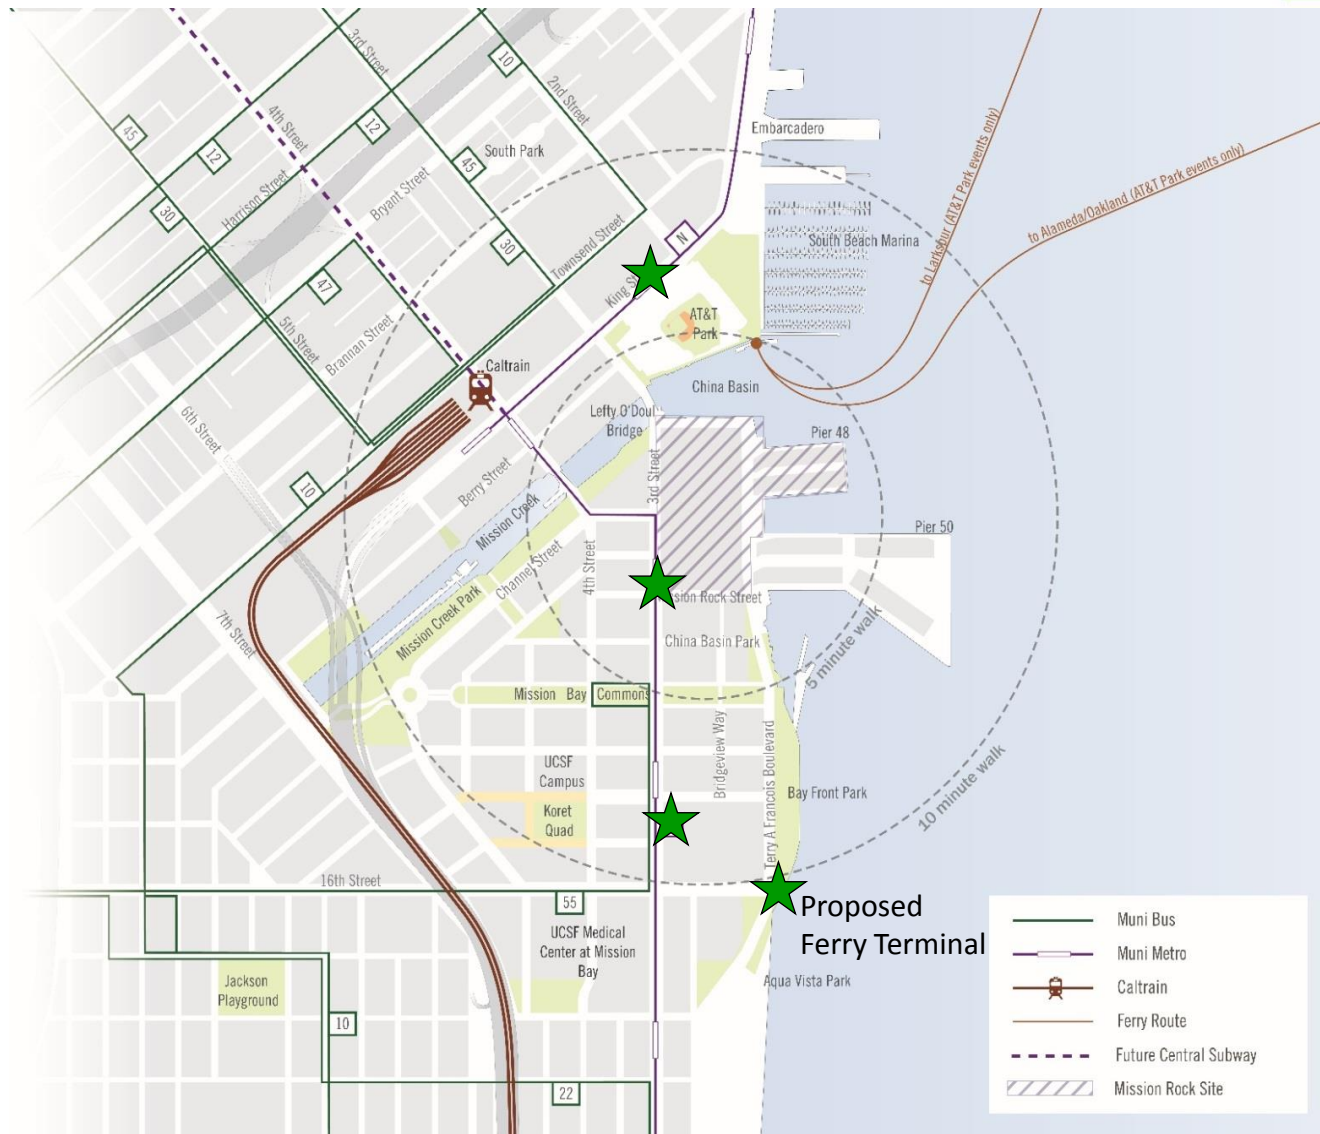 3rd Street
10
2nd Street
Embarcadero
45
12
4th Street
12
45
South Park
Harrison Street
Bryant Street
30
30
Townsend Street
N
South Beach Marina
to Larkspur (AT&T Park events only)
to Alameda/Oakland (AT&T Park events only)
47
King
5th Street
Brannan Street
AT&T
Park
Caltrain
China Basin
6th Street
Lefty O'Doul
Bridge
Pier 48
Berry Street
3rd Street
10
Mission Creek
Pier 50
Channel Street
4th Street
Rock Street
7th Street
Mission Creek Park
China Basin Park
5 minute walk
Mission Bay Commons
Bridgeview Way
Terry A Francois Boulevard
UCSF
Campus
Bay Front Park
10 minute walk
Koret
Quad
16th Street
55
Proposed
Ferry Terminal
UCSF Medical
Center at Mission
Bay
Jackson
Playground
Aqua Vista Park
10
22
Muni Bus
Muni Metro
Caltrain
Ferry Route
Future Central Subway
Mission Rock Site